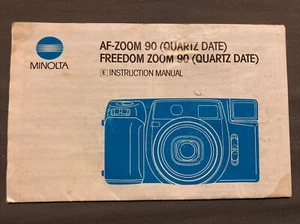 MINOLTA
AF-ZOOM 90 (QUARTZ DATE)
FREEDOM ZOOM 90 (QUARTZ DATE)
E INSTRUCTION MANUAL